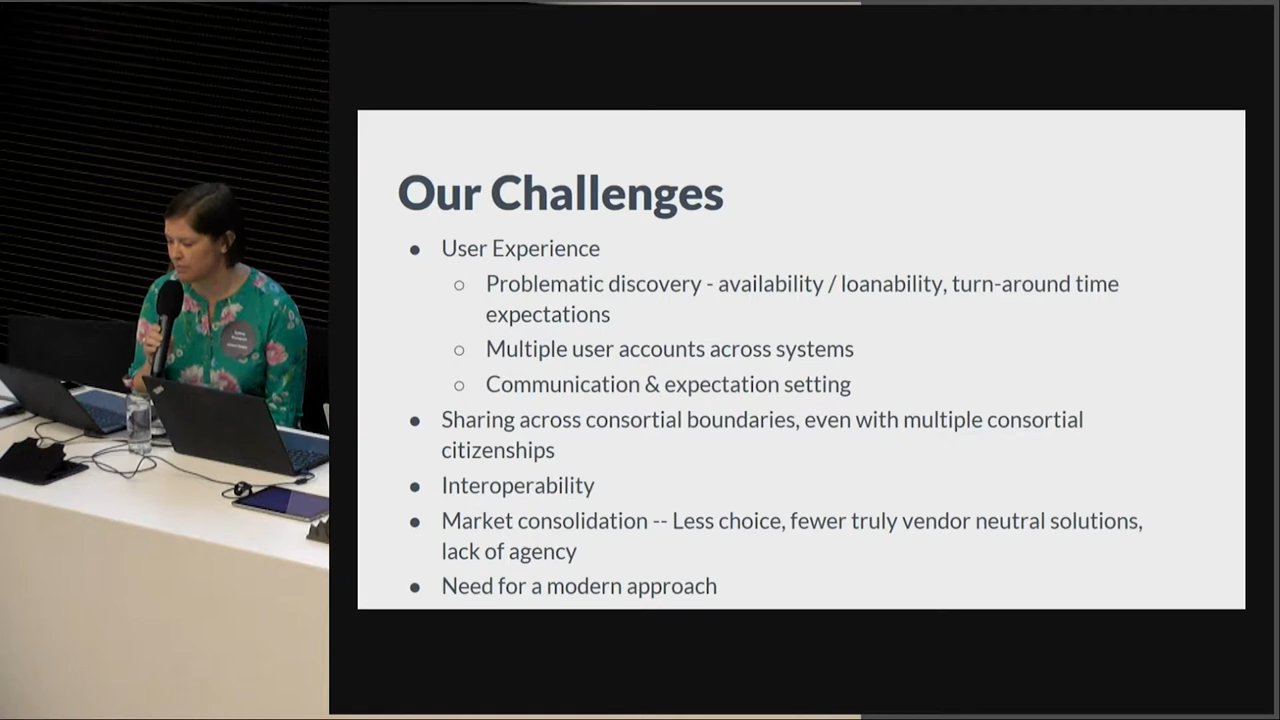 Our Challenges
● User Experience
○ Problematic discovery - availability / loanability, turn-around time
expectations
○ Multiple user accounts across systems
○ Communication & expectation setting
● Sharing across consortial boundaries, even with multiple consortial
citizenships
● Interoperability
● Market consolidation -- Less choice, fewer truly vendor neutral solutions,
lack of agency
● Need for a modern approach